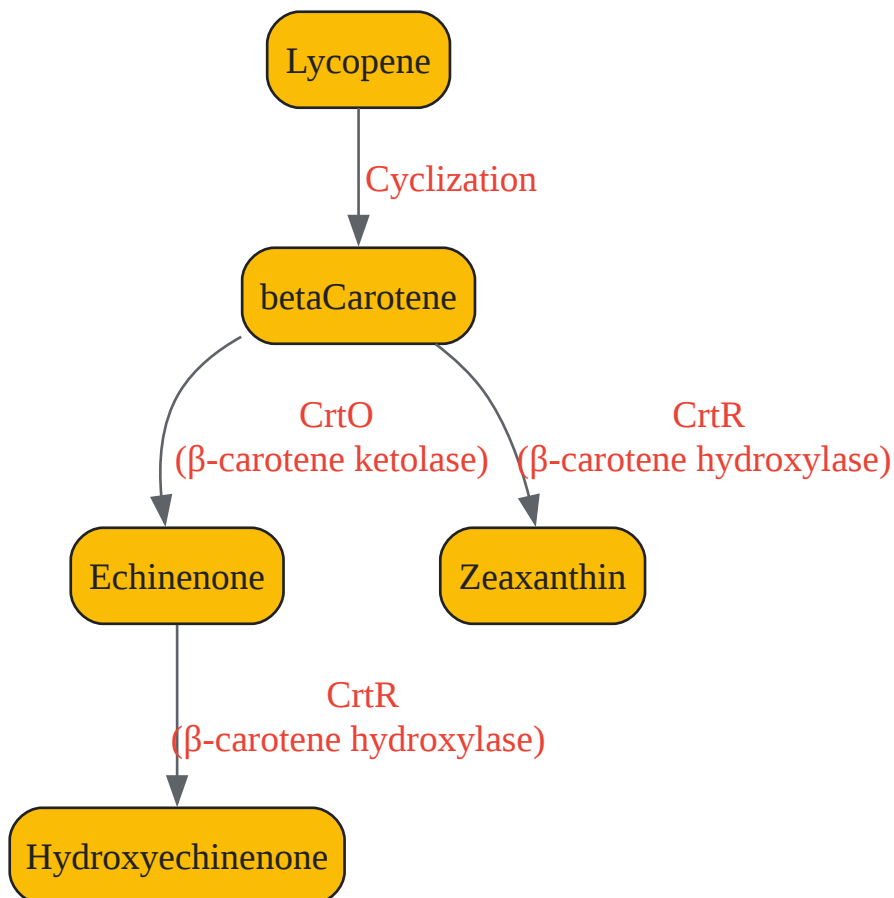 Lycopene
Cyclization
betaCarotene
CrtO
(β-carotene ketolase)
CrtR
(β-carotene hydroxylase)
Echinenone
Zeaxanthin
CrtR
(β-carotene hydroxylase)
Hydroxyechinenone